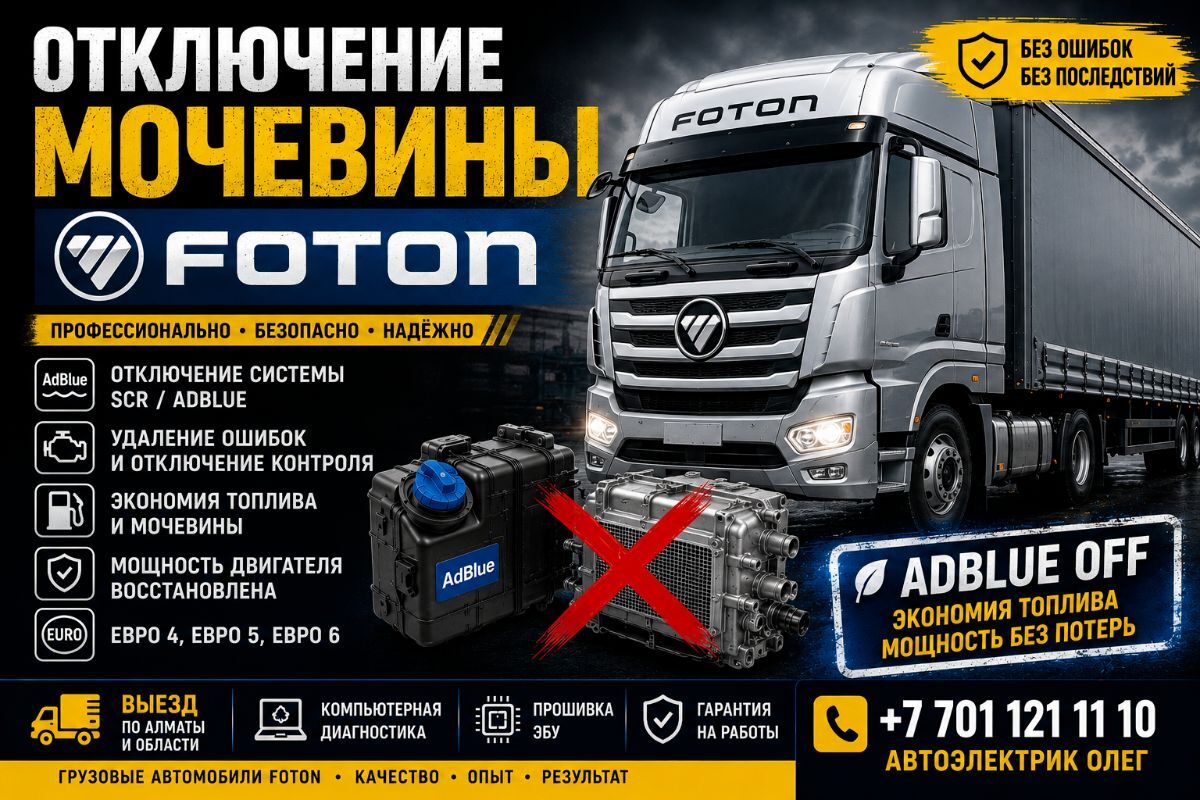 ОТКЛЮЧЕНИЕ
МОЧЕВИНЫ
FOTON
ПРОФЕССИОНАЛЬНО • БЕЗОПАСНО • НАДЁЖНО
AdBlue
ОТКЛЮЧЕНИЕ СИСТЕМЫ
SCR / ADBLUE
УДАЛЕНИЕ ОШИБОК
И ОТКЛЮЧЕНИЕ КОНТРОЛЯ
ЭКОНОМИЯ ТОПЛИВА
И МОЧЕВИНЫ
МОЩНОСТЬ ДВИГАТЕЛЯ
ВОССТАНОВЛЕНА
EURO
ЕВРО 4, ЕВРО 5, ЕВРО 6
БЕЗ ОШИБОК
БЕЗ ПОСЛЕДСТВИЙ
FOTON
AdBlue
ADBLUE OFF
ЭКОНОМИЯ ТОПЛИВА
МОЩНОСТЬ БЕЗ ПОТЕРЬ
ВЫЕЗД
ПО АЛМАТЫ
И ОБЛАСТИ
КОМПЬЮТЕРНАЯ
ДИАГНОСТИКА
ПРОШИВКА
ЭБУ
ГАРАНТИЯ
НА РАБОТЫ
+7 701 121 11 10
АВТОЭЛЕКТРИК ОЛЕГ
ГРУЗОВЫЕ АВТОМОБИЛИ FOTON • КАЧЕСТВО • ОПЫТ • РЕЗУЛЬТАТ